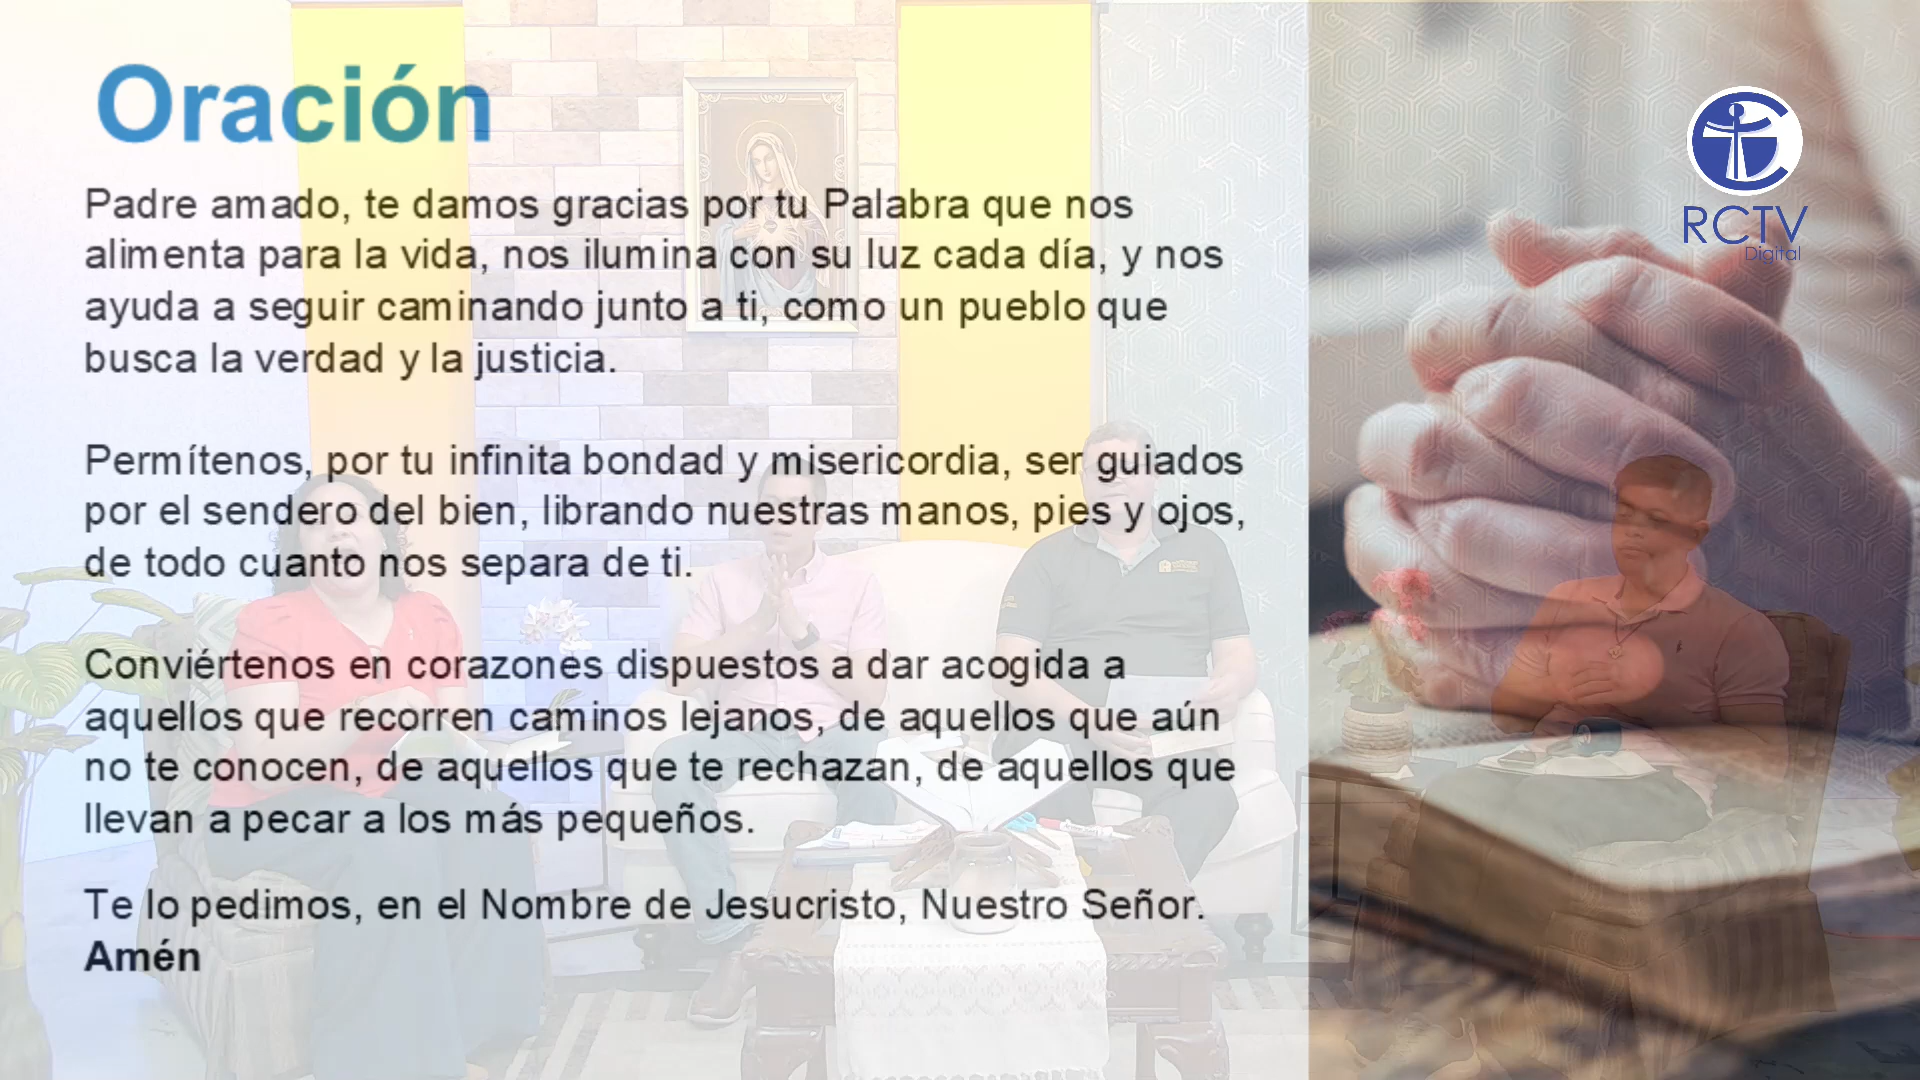 Oración
Padre amado, te damos gracias por tu Palabra que nos
alimenta para la vida, nos ilumina con su luz cada día, y nos
ayuda a seguir caminando junto a ti, como un pueblo que
busca la verdad y la justicia.
Permítenos, por tu infinita bondad y misericordia, ser guiados
por el sendero del bien, librando nuestras manos, pies y ojos,
de todo cuanto nos separa de ti.
Conviértenos en corazones dispuestos a dar acogida a
aquellos que recorren caminos lejanos, de aquellos que aún
no te conocen, de aquellos que te rechazan, de aquellos que
llevan a pecar a los más pequeños.
Te lo pedimos, en el Nombre de Jesucristo, Nuestro Señor.
Amén
RCTV
Digital